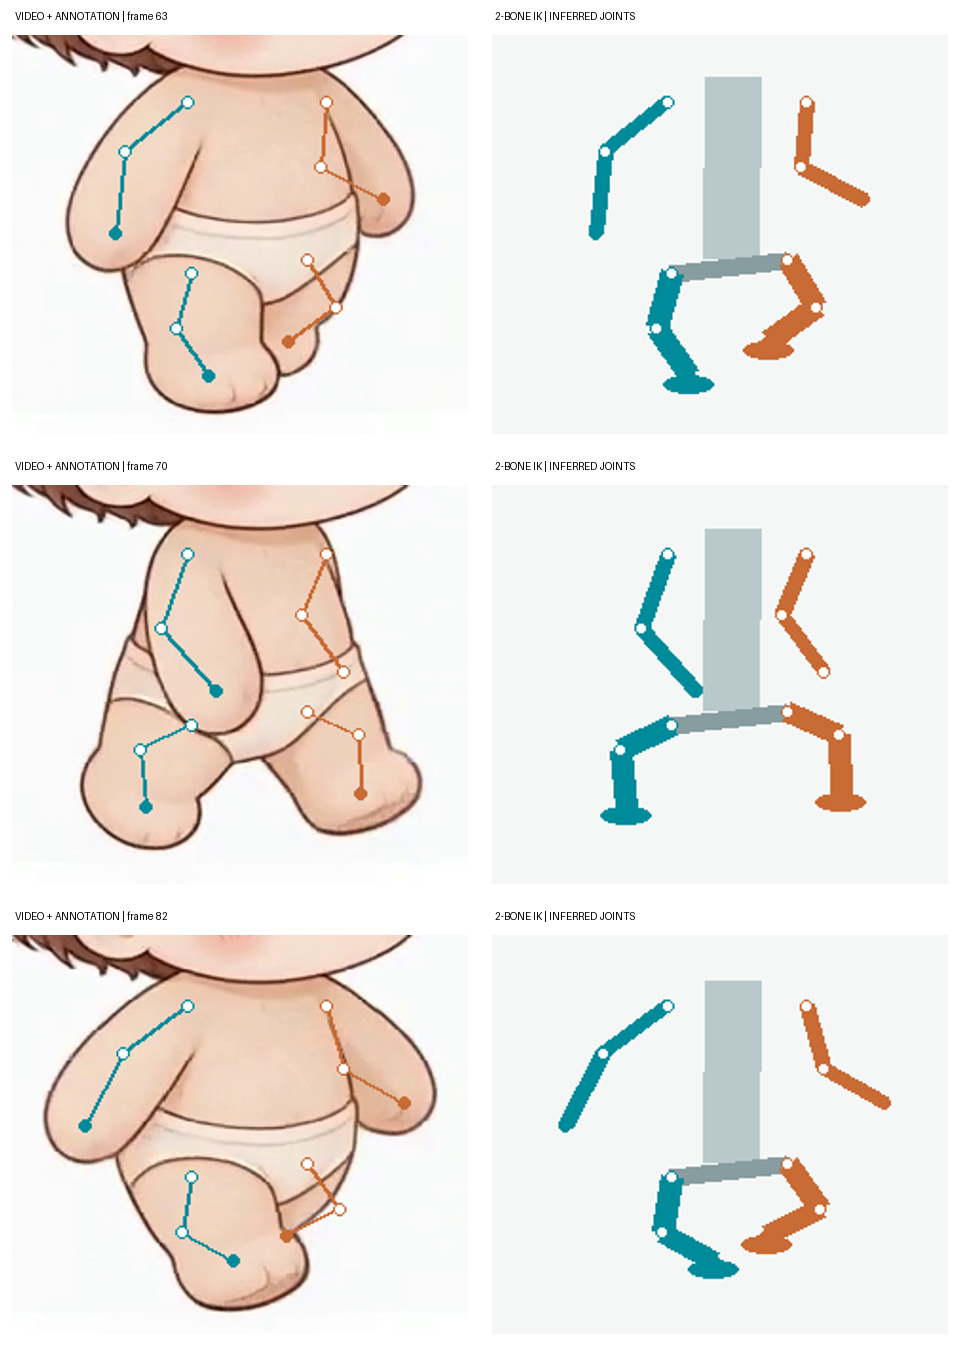 VIDEO + ANNOTATION | frame 63
2-BONE IK | INFERRED JOINTS
VIDEO + ANNOTATION | frame 70
2-BONE IK | INFERRED JOINTS
VIDEO + ANNOTATION | frame 82
2-BONE IK | INFERRED JOINTS